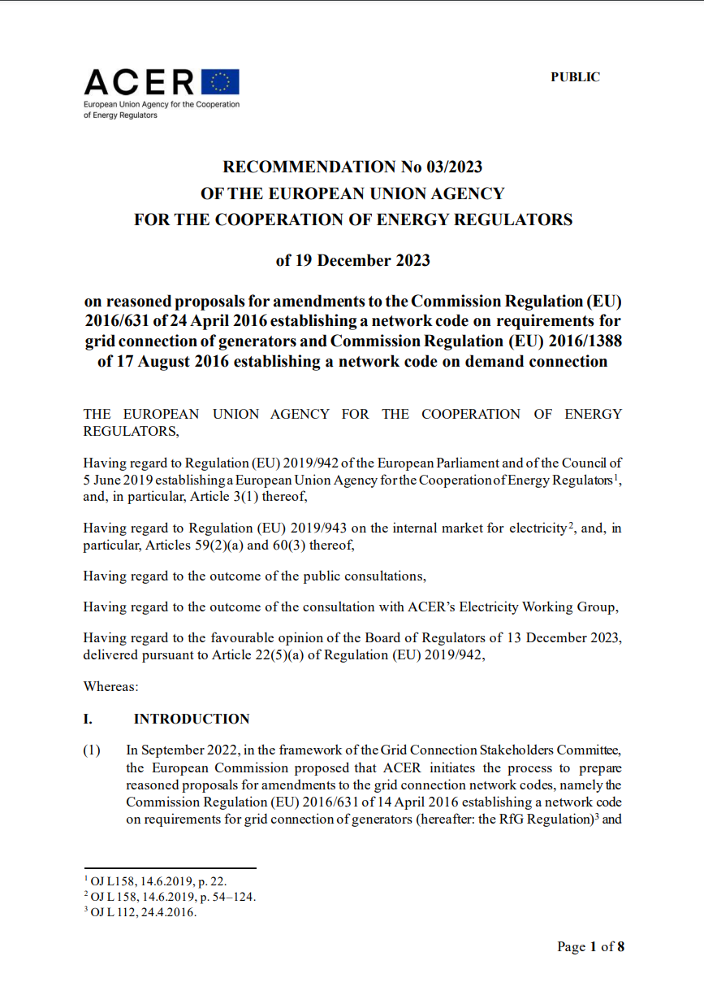 ACER
European Union Agency for the Cooperation
of Energy Regulators
PUBLIC
RECOMMENDATION No 03/2023
OF THE EUROPEAN UNION AGENCY
FOR THE COOPERATION OF ENERGY REGULATORS
of 19 December 2023
on reasoned proposals for amendments to the Commission Regulation (EU)
2016/631 of 24 April 2016 establishing a network code on requirements for
grid connection of generators and Commission Regulation (EU) 2016/1388
of 17 August 2016 establishing a network code on demand connection
THE EUROPEAN UNION AGENCY FOR THE COOPERATION OF ENERGY
REGULATORS,
Having regard to Regulation (EU) 2019/942 of the European Parliament and of the Council of
5 June 2019 establishing a European Union Agency for the Cooperation of Energy Regulators¹,
and, in particular, Article 3(1) thereof,
Having regard to Regulation (EU) 2019/943 on the internal market for electricity², and, in
particular, Articles 59(2)(a) and 60(3) thereof,
Having regard to the outcome of the public consultations,
Having regard to the outcome of the consultation with ACER’s Electricity Working Group,
Having regard to the favourable opinion of the Board of Regulators of 13 December 2023,
delivered pursuant to Article 22(5)(a) of Regulation (EU) 2019/942,
Whereas:
I. INTRODUCTION
(1) In September 2022, in the framework of the Grid Connection Stakeholders Committee,
the European Commission proposed that ACER initiates the process to prepare
reasoned proposals for amendments to the grid connection network codes, namely the
Commission Regulation (EU) 2016/631 of 14 April 2016 establishing a network code
on requirements for grid connection of generators (hereafter: the RfG Regulation)³ and
¹ OJ L158, 14.6.2019, p. 22.
² OJ L 158, 14.6.2019, p. 54–124.
³ OJ L 112, 24.4.2016.
Page 1 of 8